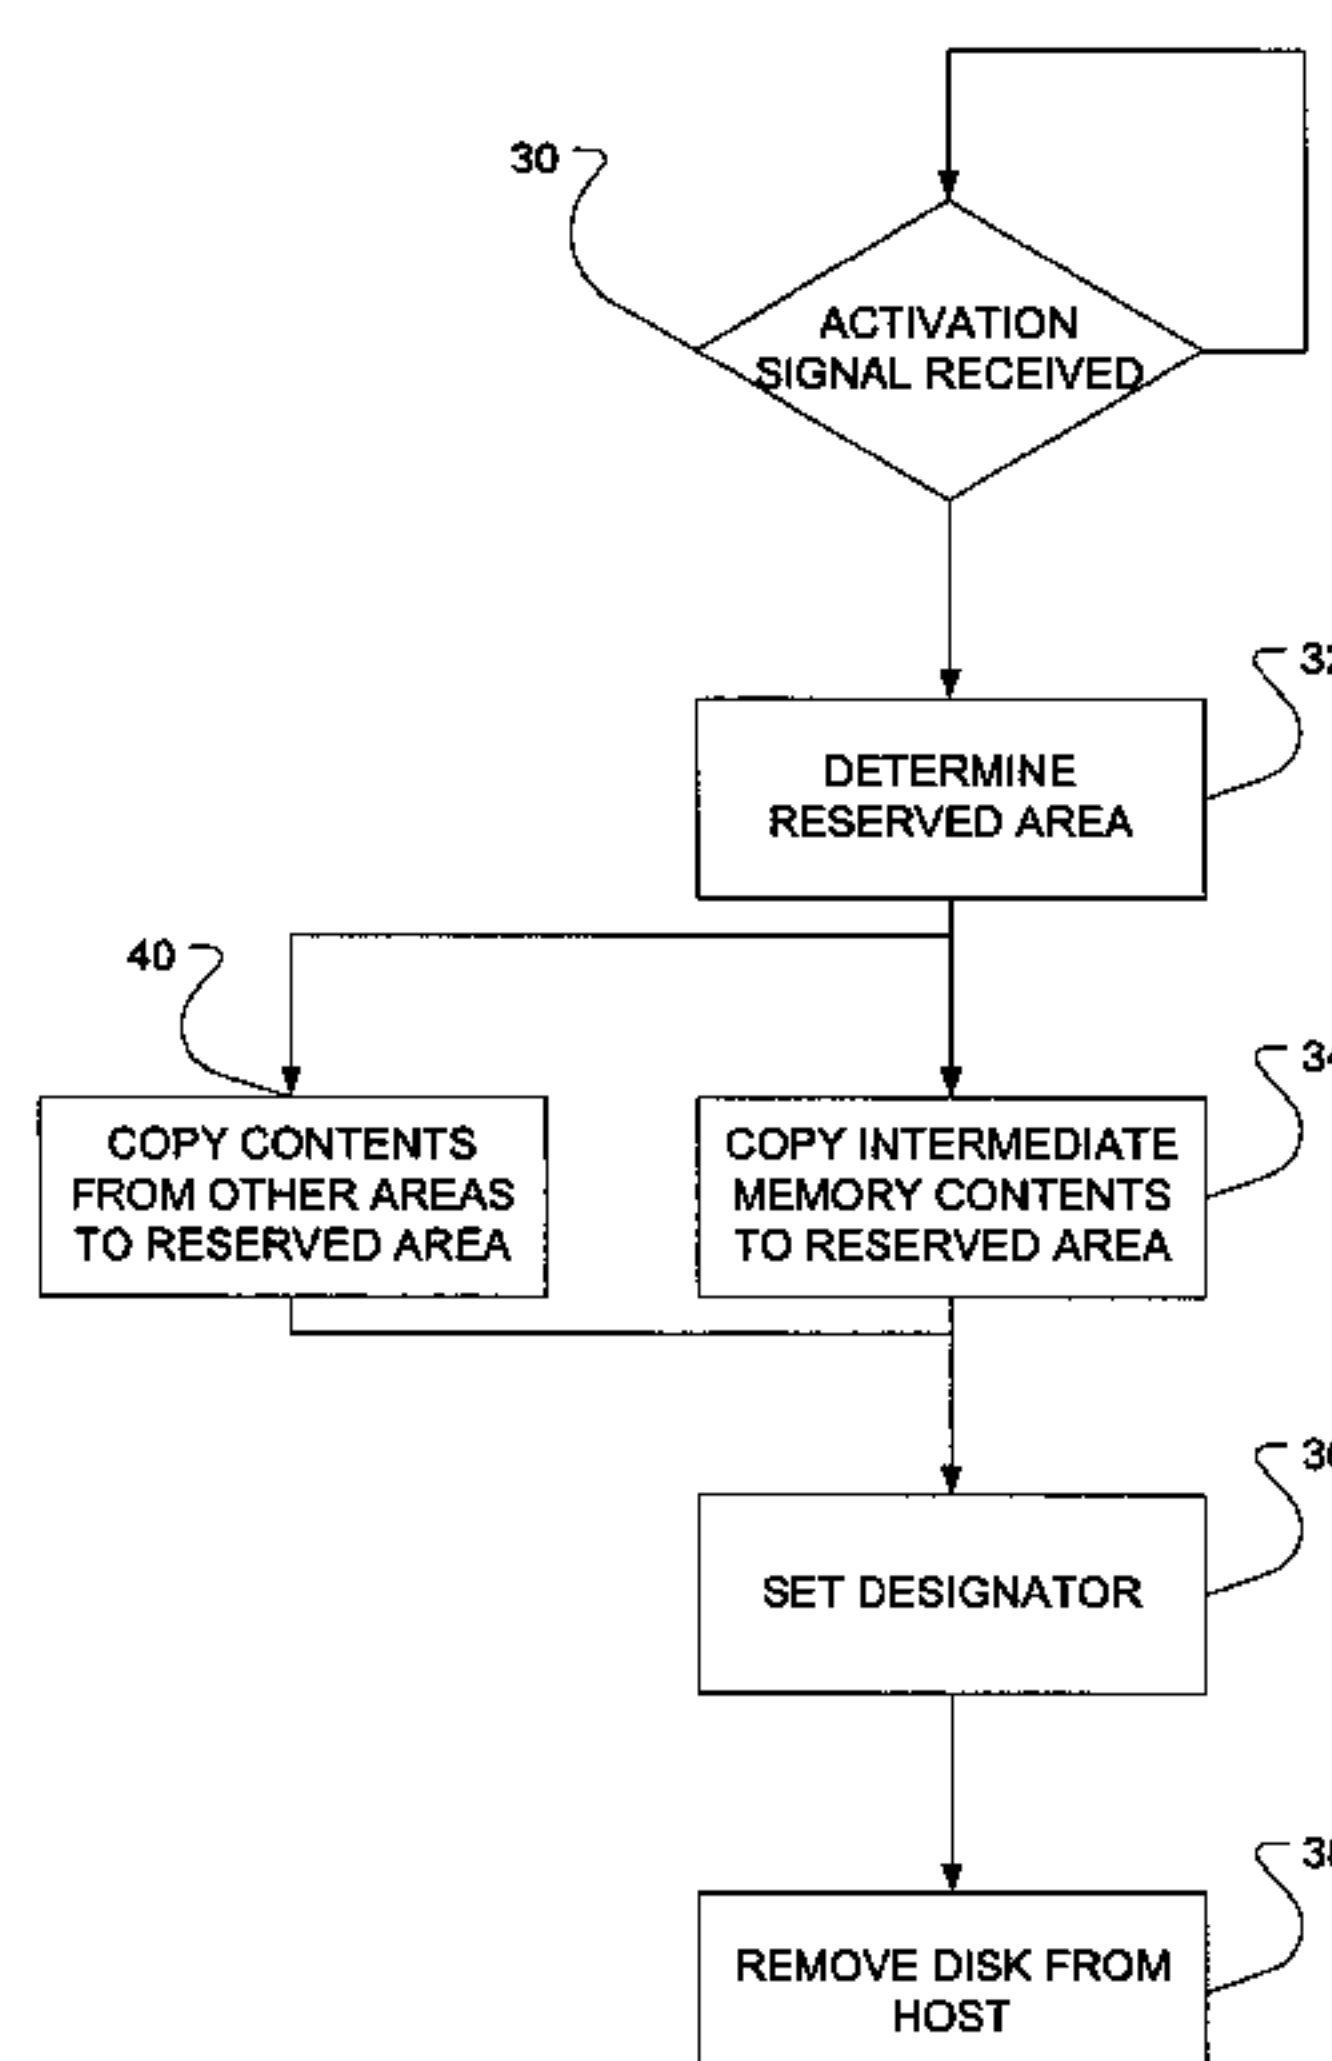 30
ACTIVATION
SIGNAL RECEIVED
DETERMINE
RESERVED AREA
40
COPY CONTENTS
FROM OTHER AREAS
TO RESERVED AREA
COPY INTERMEDIATE
MEMORY CONTENTS
TO RESERVED AREA
SET DESIGNATOR
REMOVE DISK FROM
HOST